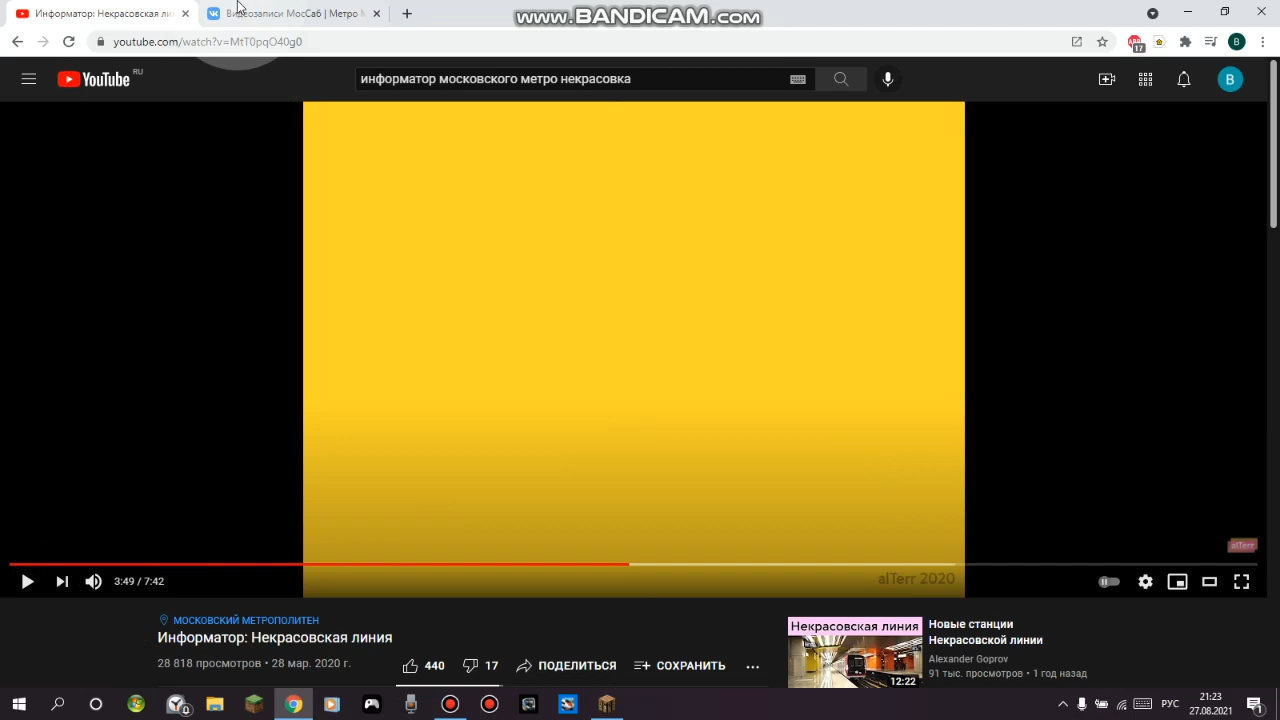 Информатор: Некрасовская ли
Видеозаписи МосСаб | Метро
www.BANDICAM.com
youtube.com/watch?v=MtT0pqO40g0
ABP
17
B
YouTube
RU
информатор московского метро некрасовка
B
alTerr
3:49 / 7:42
alTerr 2020
МОСКОВСКИЙ МЕТРОПОЛИТЕН
Информатор: Некрасовская линия
28 818 просмотров • 28 мар. 2020 г.
440
17
ПОДЕЛИТЬСЯ
СОХРАНИТЬ
Некрасовская линия
12:22
Новые станции
Некрасовской линии
Alexander Goprov
91 тыс. просмотров • 1 год назад
РУС
21:23
27.08.2021
1